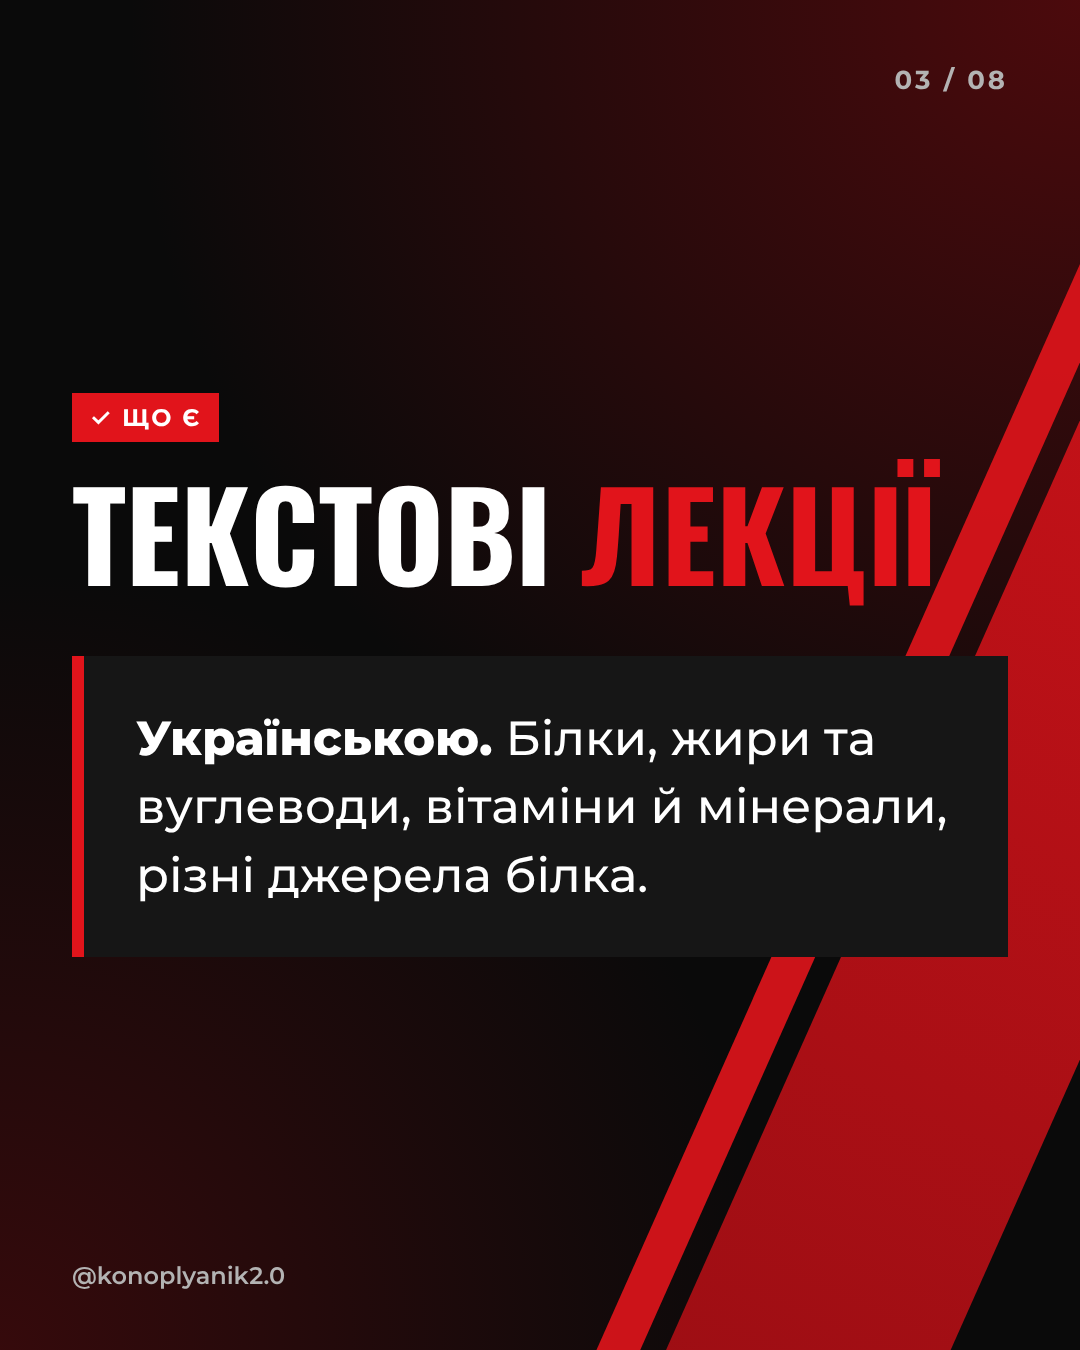 03 / 08
✓ ЩО Є
ТЕКСТОВІ ЛЕКЦІЇ
Українською. Білки, жири та
вуглеводи, вітаміни й мінерали,
різні джерела білка.
@konoplyanik2.0